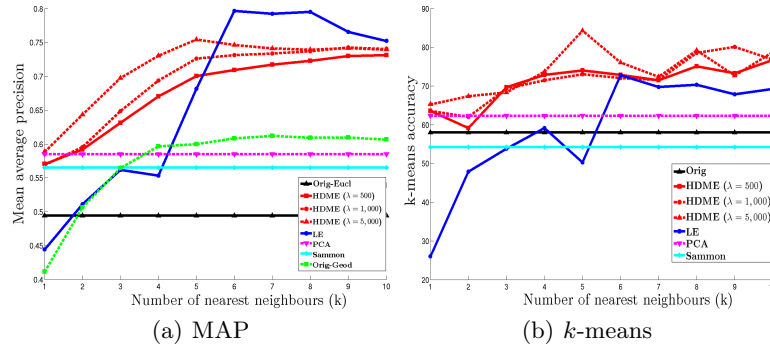 0.8
0.75
0.7
0.65
0.6
0.55
0.5
0.45
0.4
Mean average precision
1 2 3 4 5 6 7 8 9 10
Number of nearest neighbours (k)
Orig-Eucl
HDME (λ = 500)
HDME (λ = 1,000)
HDME (λ = 5,000)
LE
PCA
Sammon
Orig-Geod
(a) MAP
90
80
70
60
50
40
30
20
k-means accuracy
1 2 3 4 5 6 7 8 9 10
Number of nearest neighbours (k)
Orig
HDME (λ = 500)
HDME (λ = 1,000)
HDME (λ = 5,000)
LE
PCA
Sammon
(b) k-means